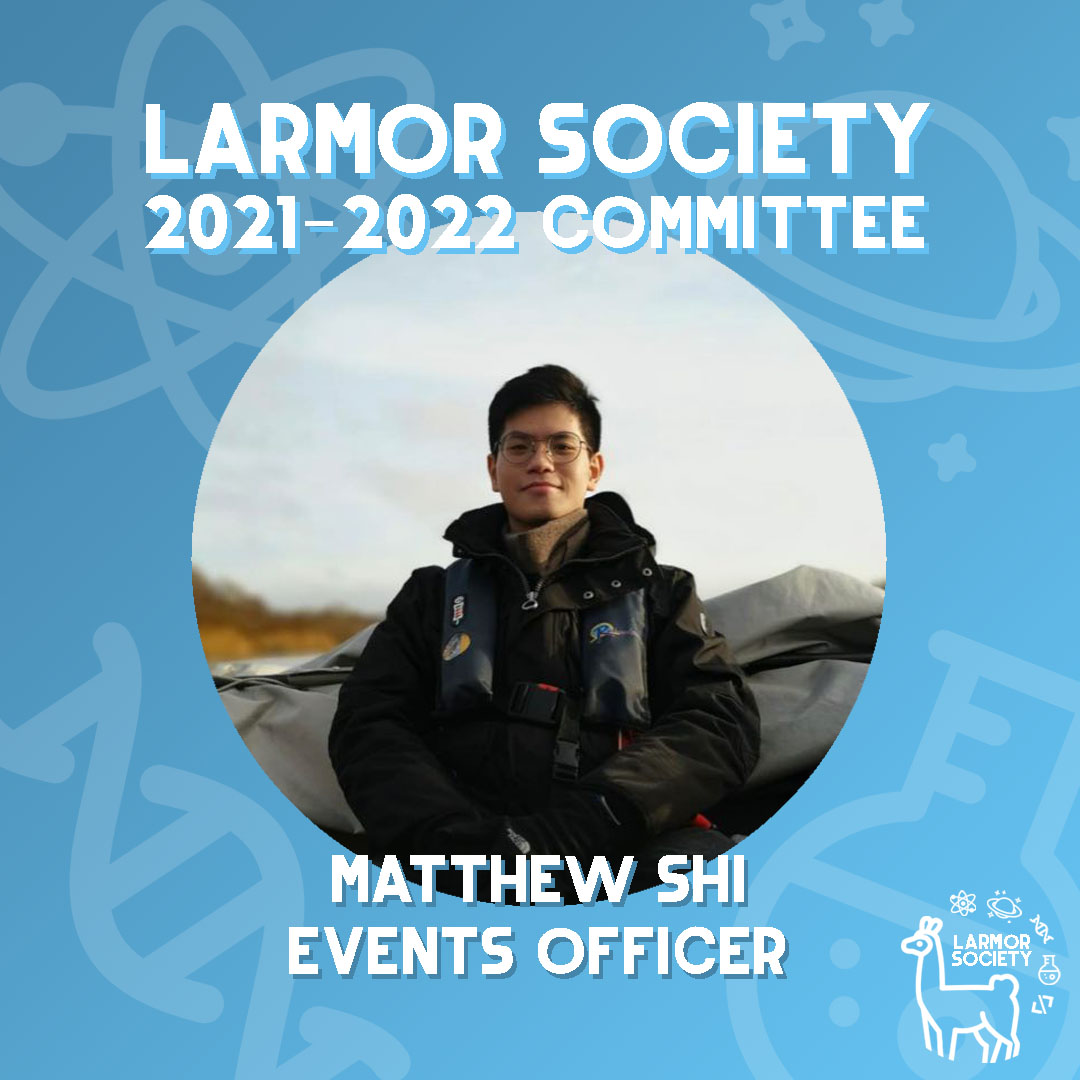 LARMOR SOCIETY
2021-2022 COMMITTEE
MATTHEW SHI
EVENTS OFFICER
LARMOR
SOCIETY